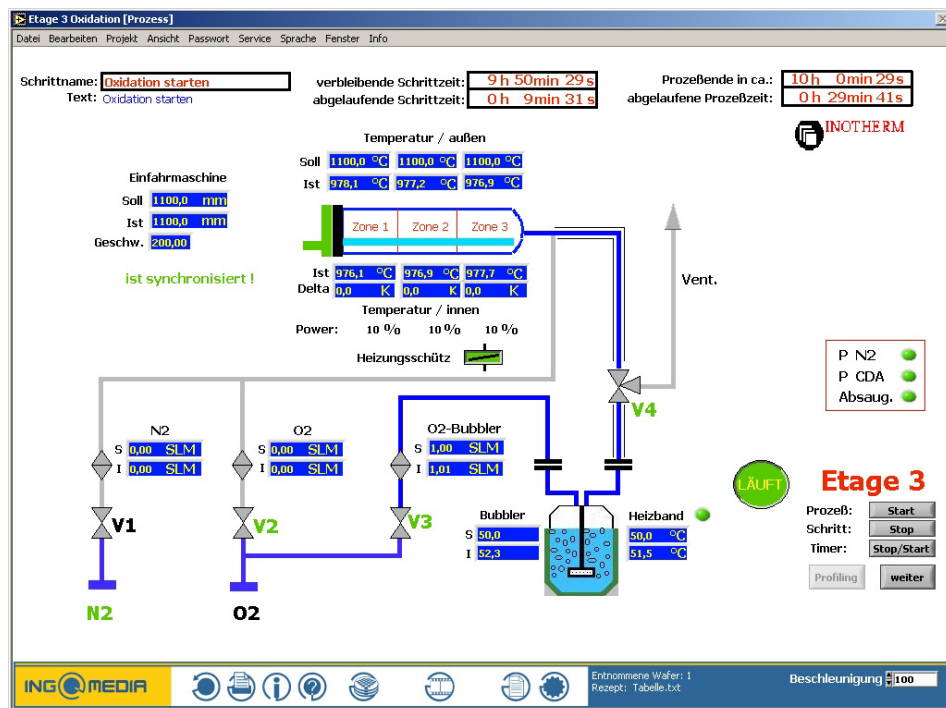 Etage 3 Oxidation [Prozess]
Datei Bearbeiten Projekt Ansicht Passwort Service Sprache Fenster Info
Schrittname: Oxidation starten
Text: Oxidation starten
verbleibende Schrittzeit: 9 h 50min 29s
abgelaufende Schrittzeit: 0 h 9min 31s
Prozeßende in ca.: 10 h 0min 29s
abgelaufene Prozeßzeit: 0 h 29min 41s
INOTHERM
Temperatur / außen
Soll 1100,0 °C 1100,0 °C 1100,0 °C
Ist 978,1 °C 977,2 °C 976,9 °C
Einfahrmaschine
Soll 1100,0 mm
Ist 1100,0 mm
Geschw. 200,00
ist synchronisiert !
Zone 1 Zone 2 Zone 3
Ist 976,1 °C 976,9 °C 977,7 °C
Delta 0,0 K 0,0 K 0,0 K
Temperatur / innen
Power: 10 % 10 % 10 %
Heizungsschütz
Vent.
P N2
P CDA
Absaug.
V4
N2
S 0,00 SLM
I 0,00 SLM
O2
S 0,00 SLM
I 0,00 SLM
O2-Bubbler
S 1,00 SLM
I 1,01 SLM
V1
V2
V3
Bubbler
S 50,0
I 52,3
Heizband
50,0 °C
51,5 °C
N2
O2
LÄUFT
Etage 3
Prozeß: Start
Schritt: Stop
Timer: Stop/Start
Profiling weiter
ING MEDIA
Entnommene Wafer: 1
Rezept: Tabelle.txt
Beschleunigung 100